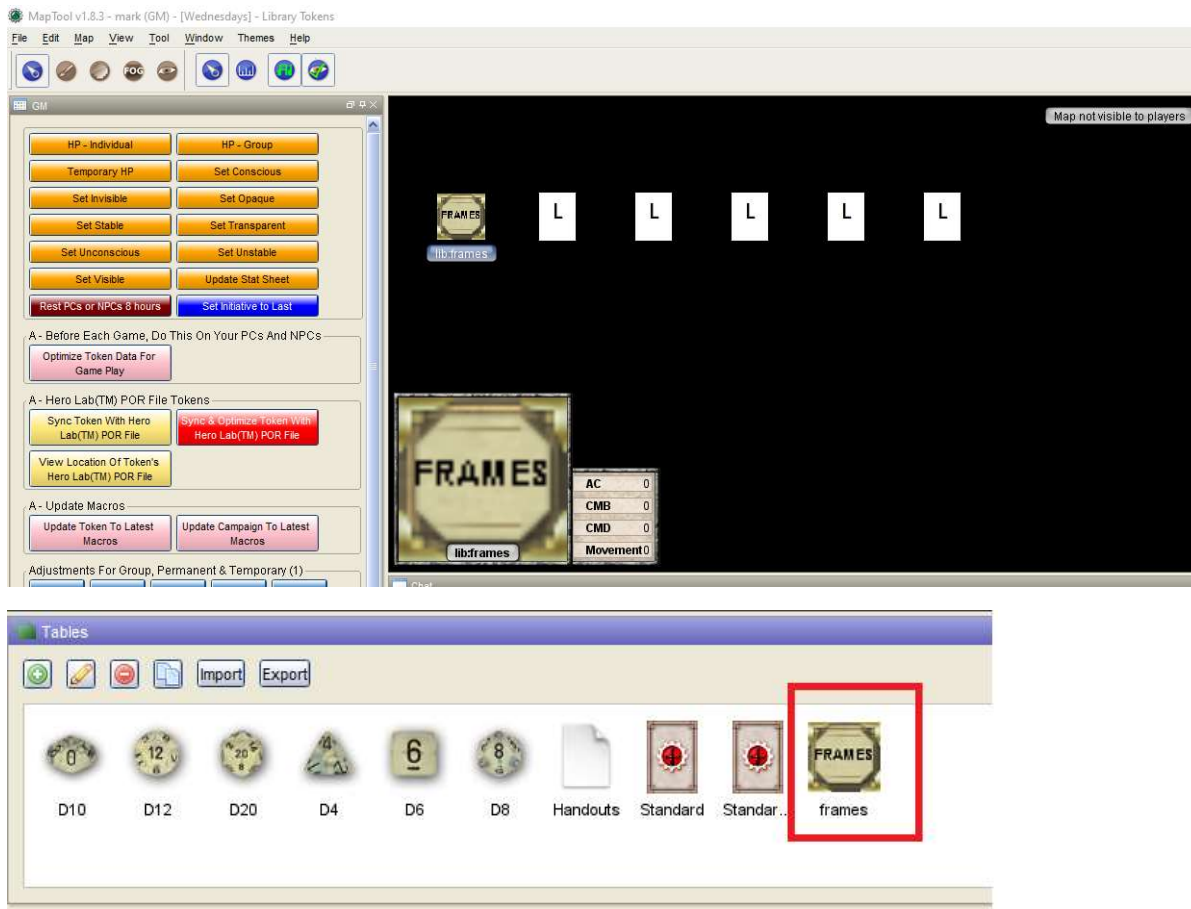 MapTool v1.8.3 - mark (GM) - [Wednesdays] - Library Tokens
File Edit Map View Tool Window Themes Help
FOG
GM
Map not visible to players
HP - Individual HP - Group
Temporary HP Set Conscious
Set Invisible Set Opaque
Set Stable Set Transparent
Set Unconscious Set Unstable
Set Visible Update Stat Sheet
Rest PCs or NPCs 8 hours Set Initiative to Last
FRAMES L L L L L
lib:frames
A - Before Each Game, Do This On Your PCs And NPCs
Optimize Token Data For
Game Play
A - Hero Lab(TM) POR File Tokens
Sync Token With Hero
Lab(TM) POR File
Sync & Optimize Token With
Hero Lab(TM) POR File
View Location Of Token's
Hero Lab(TM) POR File
A - Update Macros
Update Token To Latest
Macros
Update Campaign To Latest
Macros
Adjustments For Group, Permanent & Temporary (1)
FRAMES
lib:frames
AC 0
CMB 0
CMD 0
Movement 0
Chat
Tables
Import Export
0 12 20 4 6 8 FRAMES
D10 D12 D20 D4 D6 D8 Handouts Standard Standar... frames